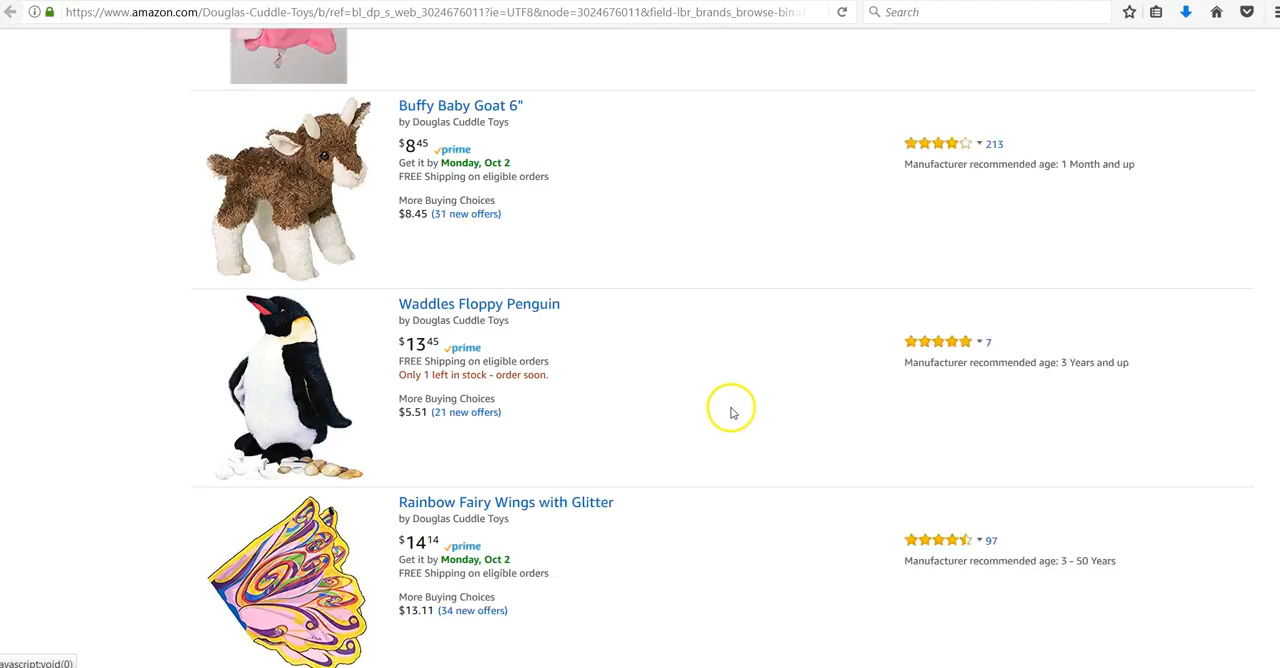 https://www.amazon.com/Douglas-Cuddle-Toys/b/ref=bl_dp_s_web_3024676011?ie=UTF8&node=3024676011&field-lbr_brands_browse-bin=
Search
Buffy Baby Goat 6"
by Douglas Cuddle Toys
$8 45 prime
Get it by Monday, Oct 2
FREE Shipping on eligible orders
More Buying Choices
$8.45 (31 new offers)
213
Manufacturer recommended age: 1 Month and up
Waddles Floppy Penguin
by Douglas Cuddle Toys
$13 45 prime
FREE Shipping on eligible orders
Only 1 left in stock - order soon.
More Buying Choices
$5.51 (21 new offers)
7
Manufacturer recommended age: 3 Years and up
Rainbow Fairy Wings with Glitter
by Douglas Cuddle Toys
$14 14 prime
Get it by Monday, Oct 2
FREE Shipping on eligible orders
More Buying Choices
$13.11 (34 new offers)
97
Manufacturer recommended age: 3 - 50 Years
avascript:void(0)